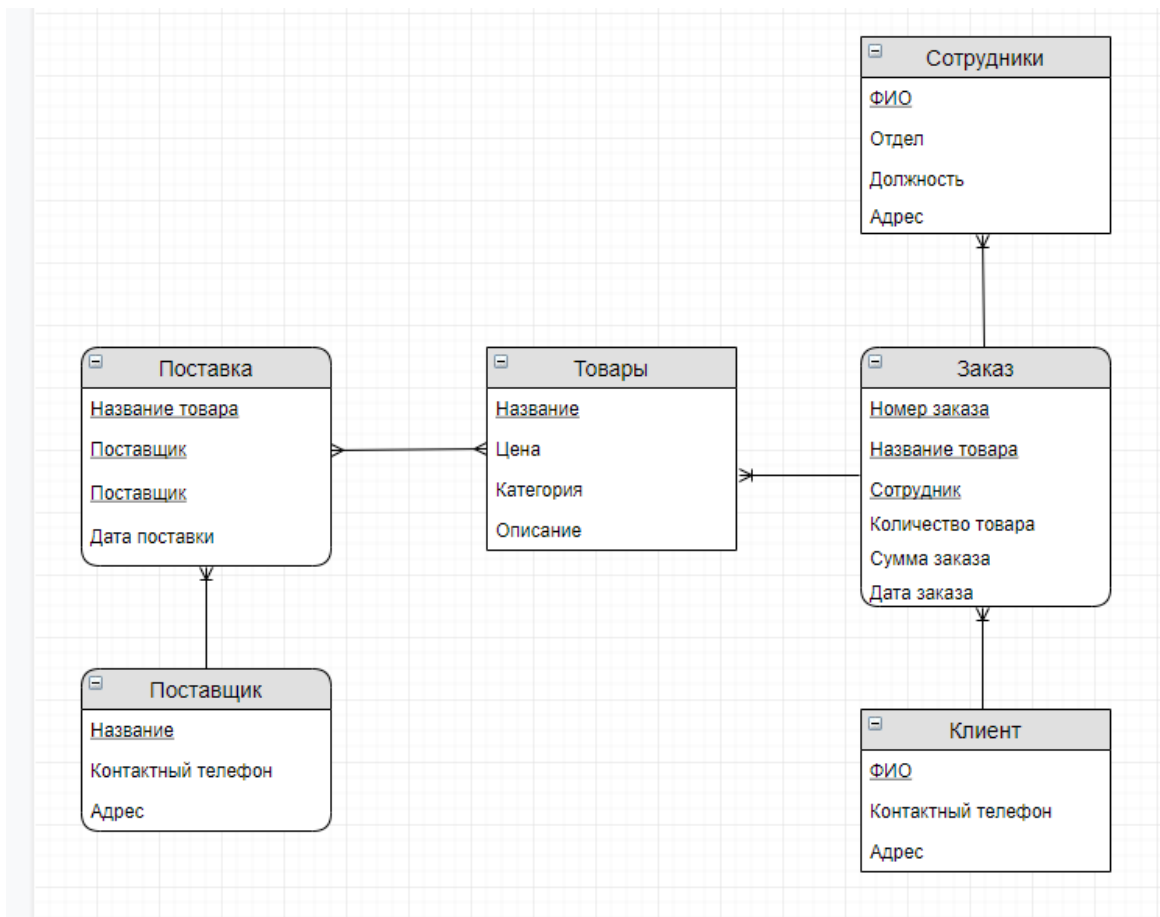 Сотрудники
ФИО
Отдел
Должность
Адрес
Поставка
Название товара
Поставщик
Поставщик
Дата поставки
Товары
Название
Цена
Категория
Описание
Заказ
Номер заказа
Название товара
Сотрудник
Количество товара
Сумма заказа
Дата заказа
Поставщик
Название
Контактный телефон
Адрес
Клиент
ФИО
Контактный телефон
Адрес